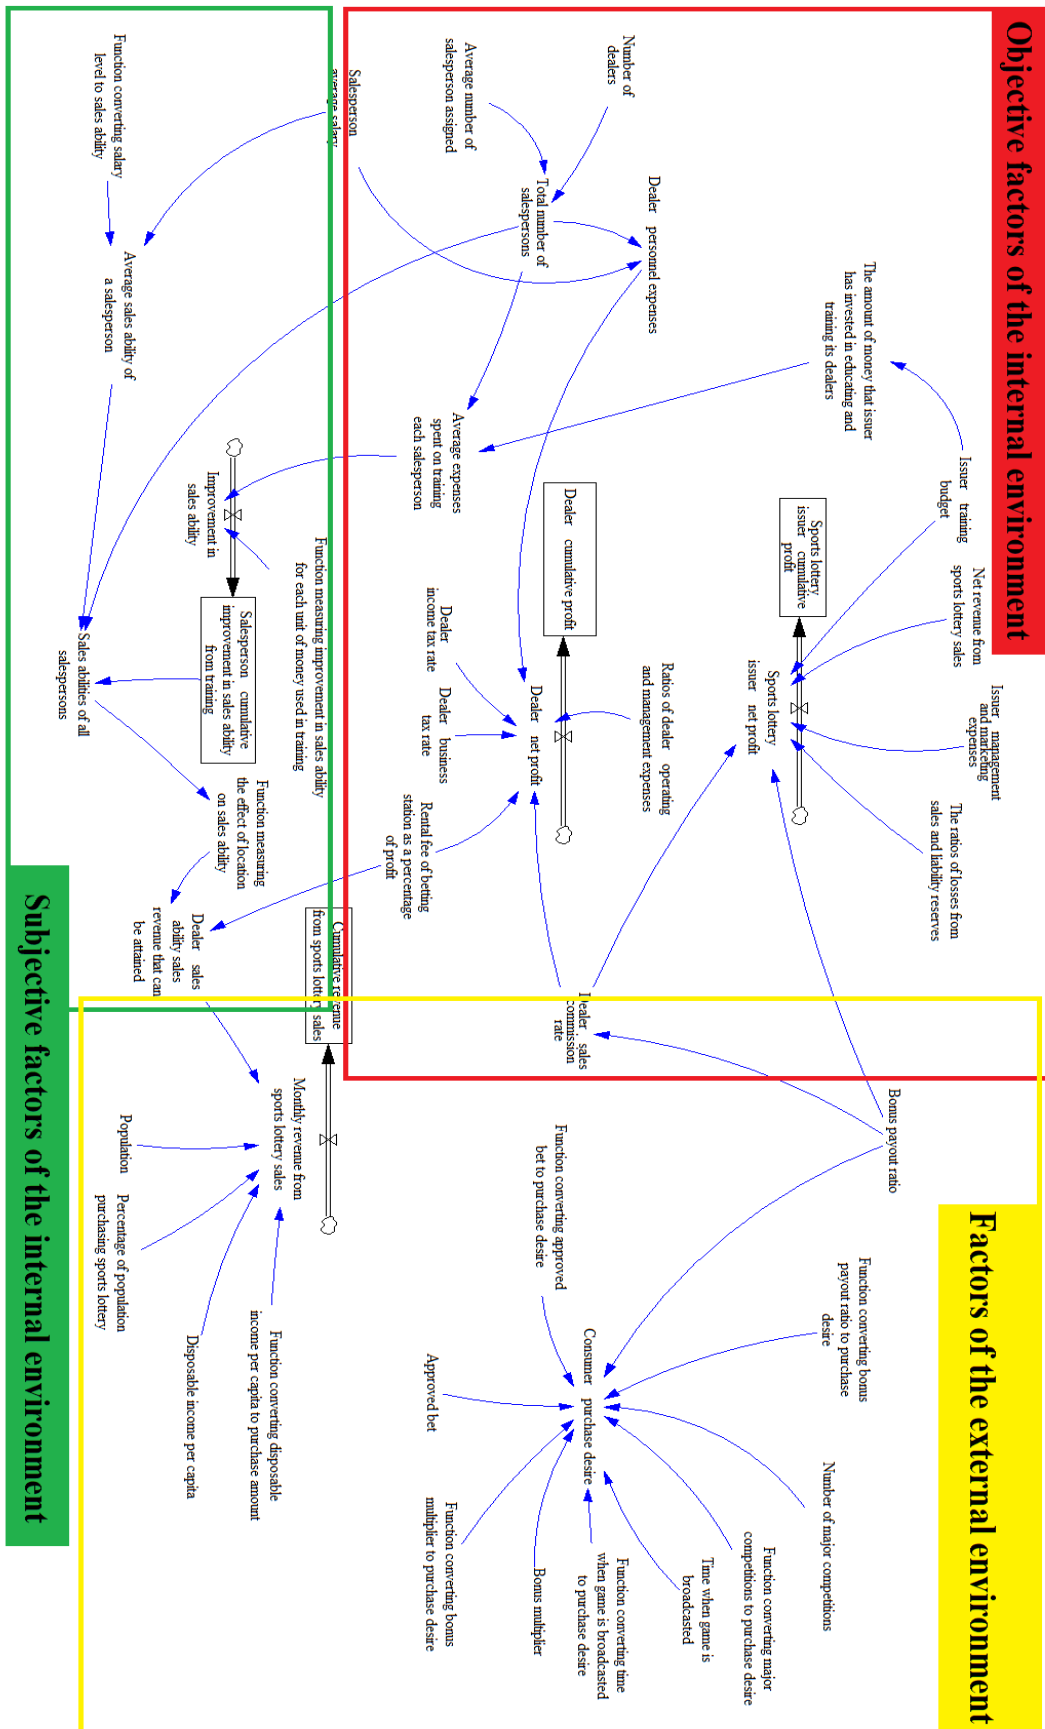 Objective factors of the internal environment
Number of
dealers
Average number of
salesperson assigned
Salesperson
average salary
Function converting salary
level to sales ability
Dealer personnel expenses
Total number of
salespersons
Average sales ability of
a salesperson
The amount of money that issuer
has invested in educating and
training its dealers
Issuer training
budget
Average expenses
spent on training
each salesperson
Improvement in
sales ability
Sports lottery
issuer cumulative
profit
Dealer cumulative profit
Net revenue from
sports lottery sales
Issuer management
and marketing
expenses
The ratios of losses from
sales and liability reserves
Sports lottery
issuer net profit
Ratios of dealer operating
and management expenses
Dealer
net profit
Dealer
income tax rate
Dealer business
tax rate
Rental fee of betting
station as a percentage
of profit
Function measuring improvement in sales ability
for each unit of money used in training
Salesperson cumulative
improvement in sales ability
from training
Sales abilities of all
salespersons
Function measuring
the effect of location
on sales ability
Dealer sales
ability sales
revenue that can
be attained
Cumulative revenue
from sports lottery sales
Dealer sales
commission
rate
Bonus payout ratio
Monthly revenue from
sports lottery sales
Population
Percentage of population
purchasing sports lottery
Disposable income per capita
Function converting disposable
income per capita to purchase amount
Function converting approved
bet to purchase desire
Function converting bonus
payout ratio to purchase
desire
Consumer purchase desire
Approved bet
Number of major competitions
Function converting major
competitions to purchase desire
Time when game is
broadcasted
Function converting time
when game is broadcasted
to purchase desire
Bonus multiplier
Function converting bonus
multiplier to purchase desire
Subjective factors of the internal environment
Factors of the external environment